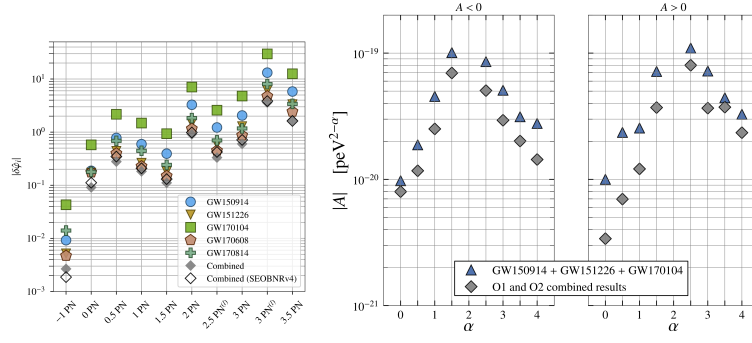 A < 0
A > 0
10¹
10⁰
10⁻¹
10⁻²
10⁻³
|δφ̂ᵢ|
GW150914
GW151226
GW170104
GW170608
GW170814
Combined
Combined (SEOBNRv4)
−1 PN
0 PN
0.5 PN
1 PN
1.5 PN
2 PN
2.5 PN⁽ˡ⁾
3 PN
3 PN⁽ˡ⁾
3.5 PN
10⁻¹⁹
10⁻²⁰
10⁻²¹
|A| [peV²⁻ᵅ]
GW150914 + GW151226 + GW170104
O1 and O2 combined results
0 1 2 3 4
α
0 1 2 3 4
α